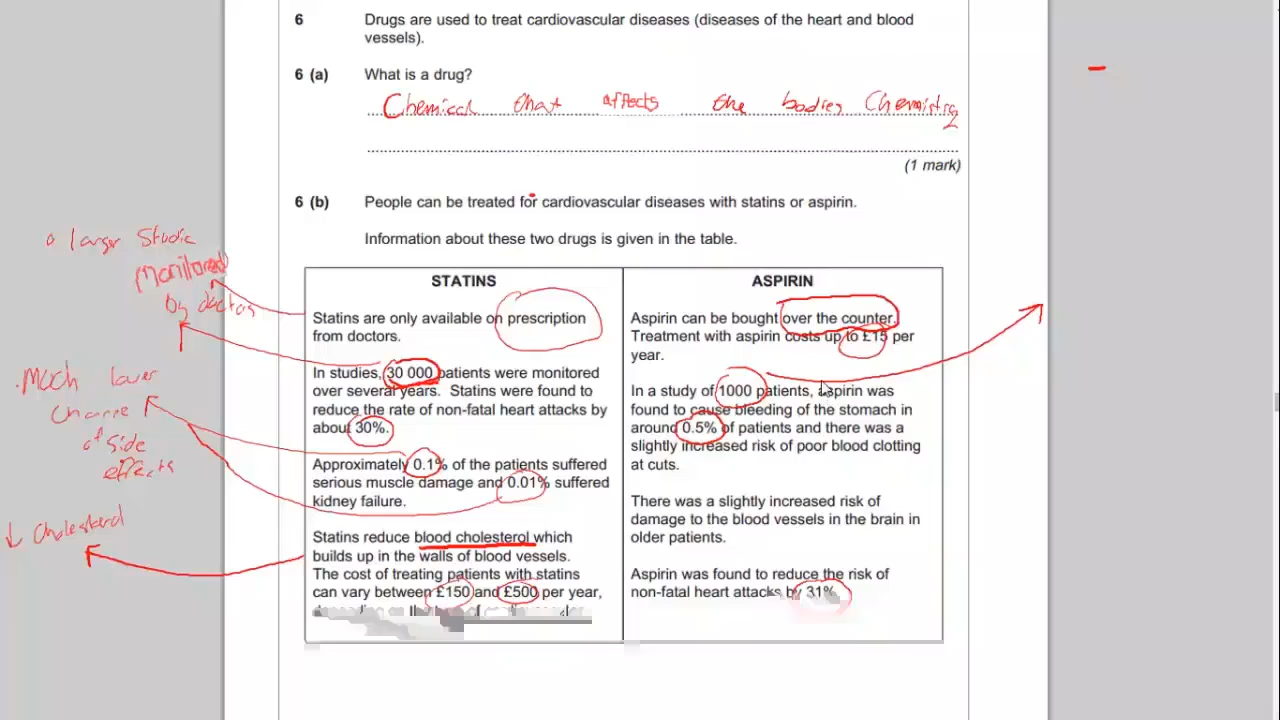 6 Drugs are used to treat cardiovascular diseases (diseases of the heart and blood
vessels).
6 (a) What is a drug?
Chemical that affects the bodies Chemistry
(1 mark)
6 (b) People can be treated for cardiovascular diseases with statins or aspirin.
Information about these two drugs is given in the table.
STATINS
Statins are only available on prescription
from doctors.
In studies, 30 000 patients were monitored
over several years. Statins were found to
reduce the rate of non-fatal heart attacks by
about 30%.
Approximately 0.1% of the patients suffered
serious muscle damage and 0.01% suffered
kidney failure.
Statins reduce blood cholesterol which
builds up in the walls of blood vessels.
The cost of treating patients with statins
can vary between £150 and £500 per year,
ASPIRIN
Aspirin can be bought over the counter.
Treatment with aspirin costs up to £15 per
year.
In a study of 1000 patients, aspirin was
found to cause bleeding of the stomach in
around 0.5% of patients and there was a
slightly increased risk of poor blood clotting
at cuts.
There was a slightly increased risk of
damage to the blood vessels in the brain in
older patients.
Aspirin was found to reduce the risk of
non-fatal heart attacks by 31%
larger Studie
Monitored
by doctors
Much lower
of side
effects
↓ Cholesterol